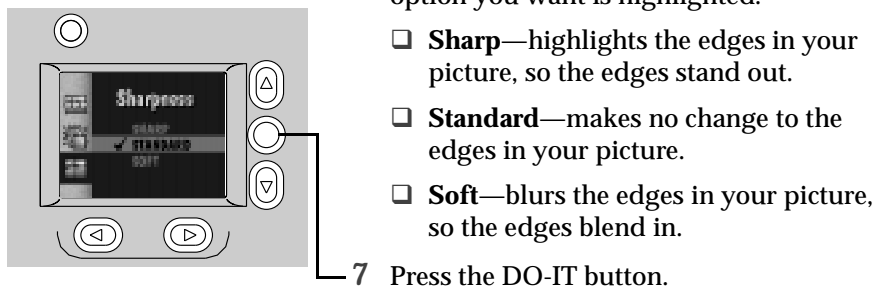 option you want is highlighted.
❑ Sharp—highlights the edges in your
picture, so the edges stand out.
❑ Standard—makes no change to the
edges in your picture.
❑ Soft—blurs the edges in your picture,
so the edges blend in.
Sharpness
SHARP
✓ STANDARD
SOFT
7 Press the DO-IT button.